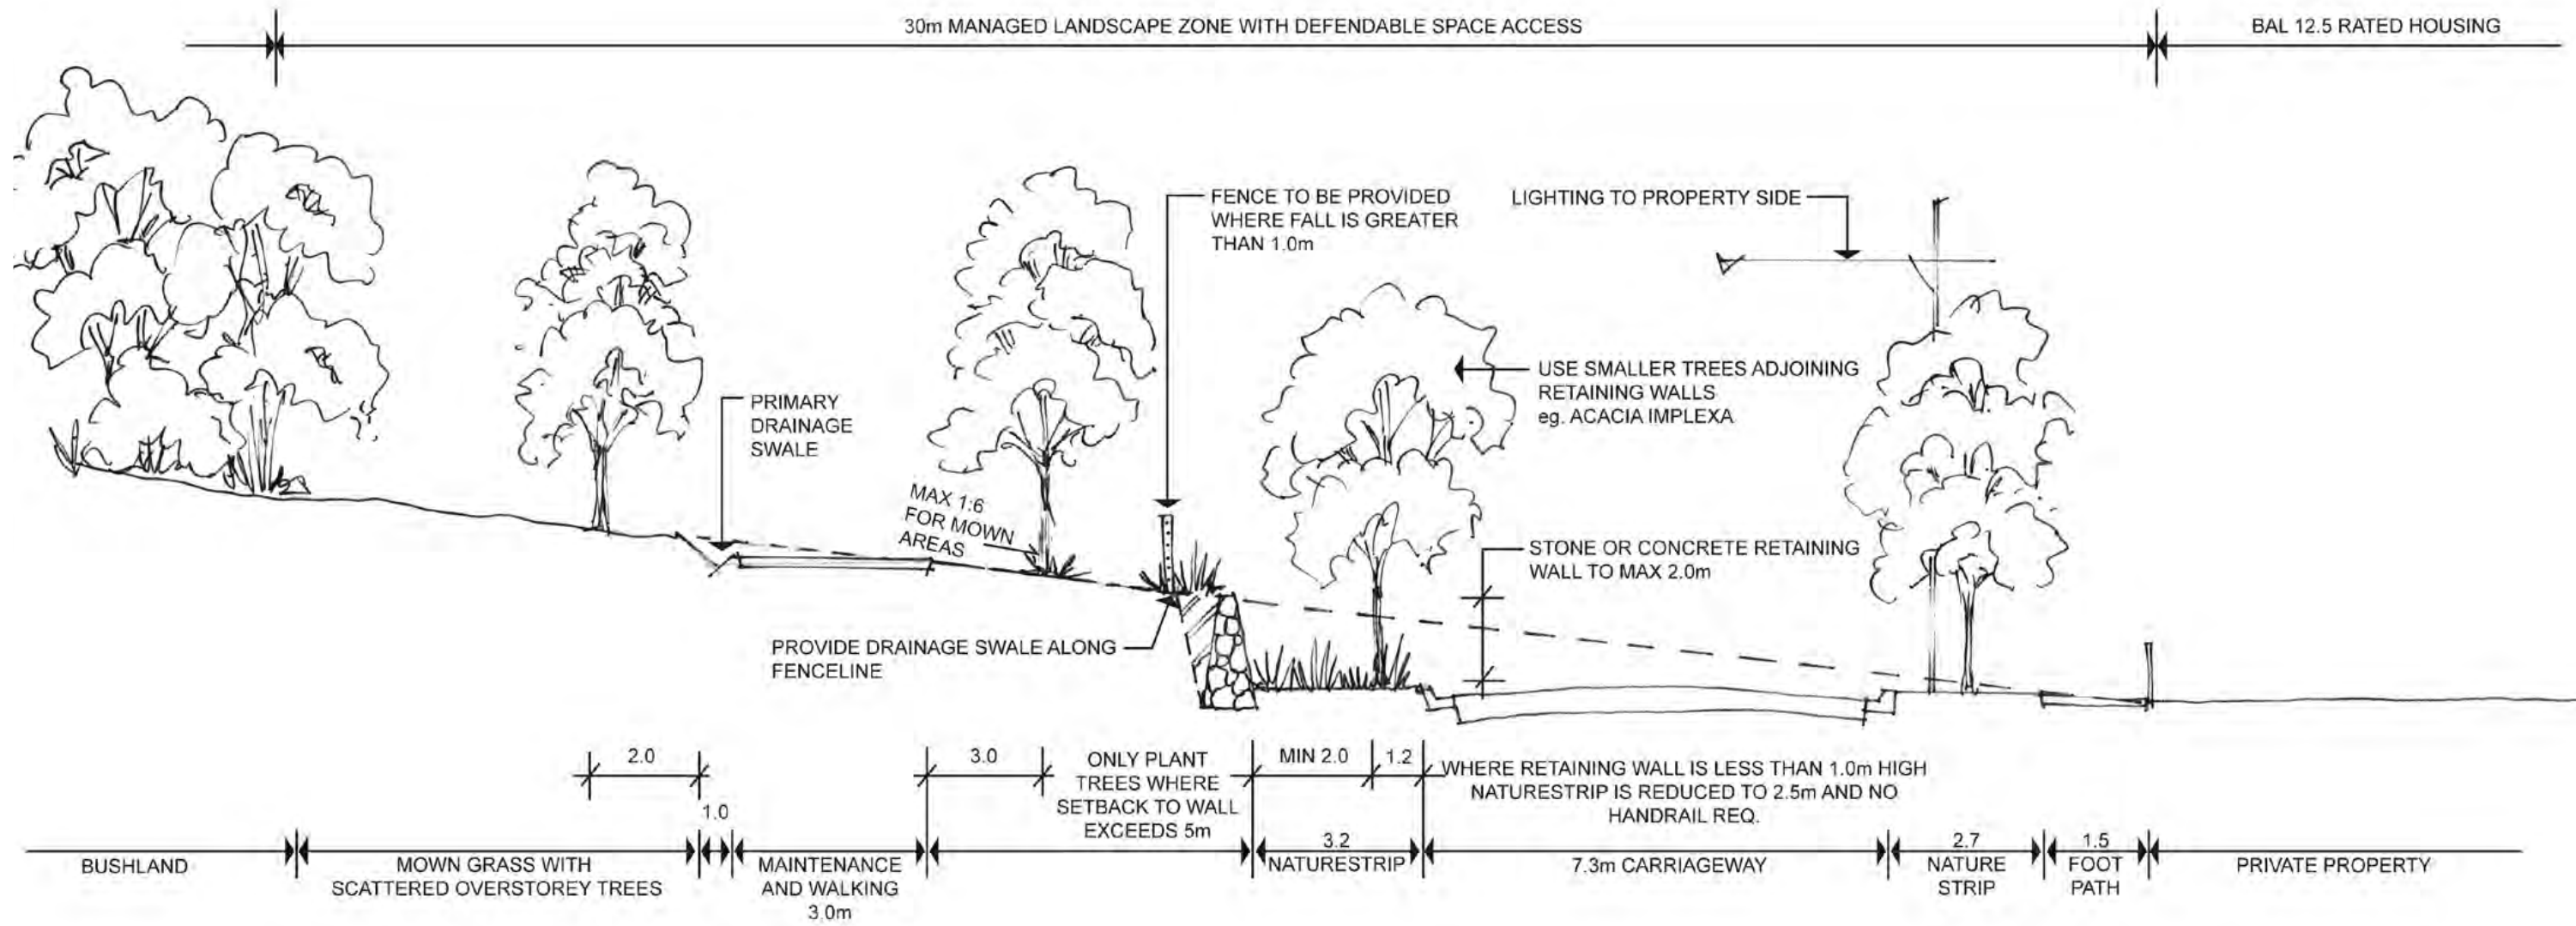 30m MANAGED LANDSCAPE ZONE WITH DEFENDABLE SPACE ACCESS
BAL 12.5 RATED HOUSING
FENCE TO BE PROVIDED
WHERE FALL IS GREATER
THAN 1.0m
LIGHTING TO PROPERTY SIDE
USE SMALLER TREES ADJOINING
RETAINING WALLS
eg. ACACIA IMPLEXA
PRIMARY
DRAINAGE
SWALE
MAX 1:6
FOR MOWN
AREAS
STONE OR CONCRETE RETAINING
WALL TO MAX 2.0m
PROVIDE DRAINAGE SWALE ALONG
FENCELINE
2.0
1.0
3.0
ONLY PLANT
TREES WHERE
SETBACK TO WALL
EXCEEDS 5m
MIN 2.0
1.2
WHERE RETAINING WALL IS LESS THAN 1.0m HIGH
NATURESTRIP IS REDUCED TO 2.5m AND NO
HANDRAIL REQ.
BUSHLAND
MOWN GRASS WITH
SCATTERED OVERSTOREY TREES
MAINTENANCE
AND WALKING
3.0m
3.2
NATURESTRIP
7.3m CARRIAGEWAY
2.7
NATURE
STRIP
1.5
FOOT
PATH
PRIVATE PROPERTY